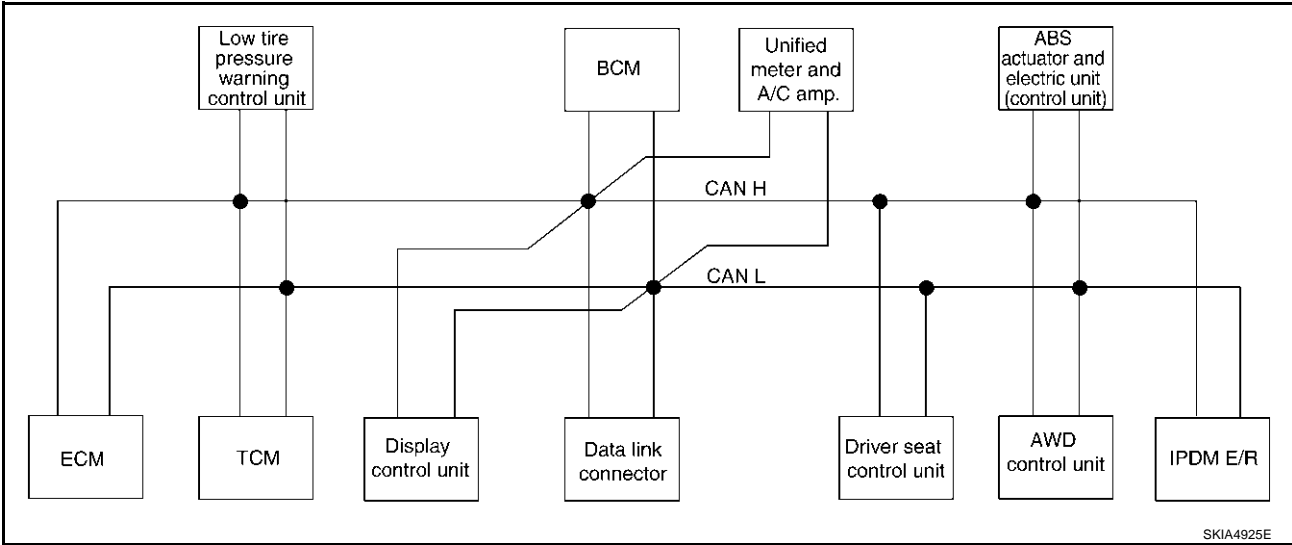 Low tire
pressure
warning
control unit
BCM
Unified
meter and
A/C amp.
ABS
actuator and
electric unit
(control unit)
CAN H
CAN L
ECM
TCM
Display
control unit
Data link
connector
Driver seat
control unit
AWD
control unit
IPDM E/R
SKIA4925E